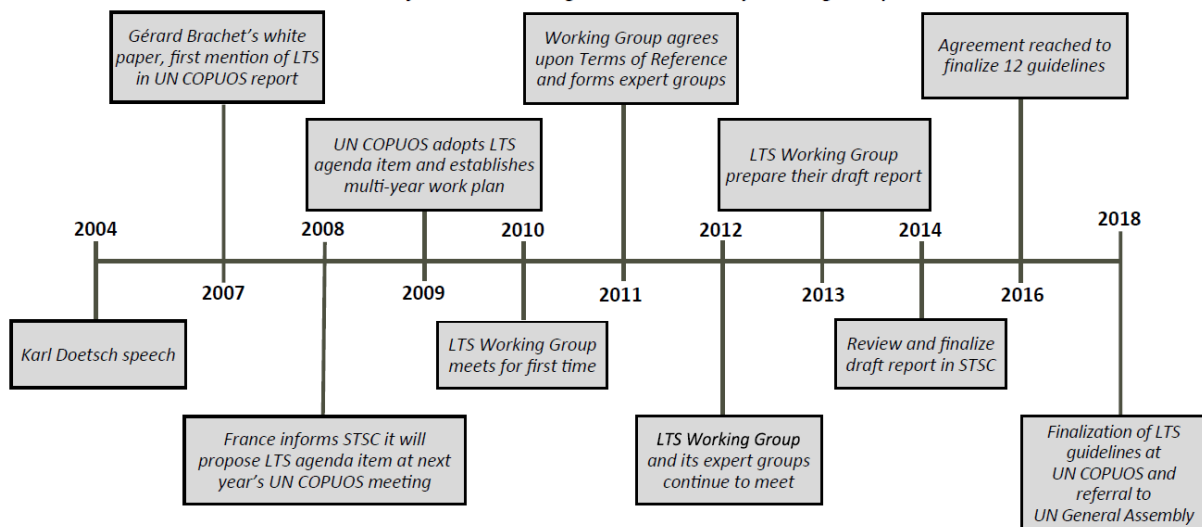 Gérard Brachet's white
paper, first mention of LTS
in UN COPUOS report
Working Group agrees
upon Terms of Reference
and forms expert groups
Agreement reached to
finalize 12 guidelines
UN COPUOS adopts LTS
agenda item and establishes
multi-year work plan
LTS Working Group
prepare their draft report
2004
2008
2010
2012
2014
2018
2007
2009
2011
2013
2016
Karl Doetsch speech
LTS Working Group
meets for first time
Review and finalize
draft report in STSC
France informs STSC it will
propose LTS agenda item at next
year's UN COPUOS meeting
LTS Working Group
and its expert groups
continue to meet
Finalization of LTS
guidelines at
UN COPUOS and
referral to
UN General Assembly